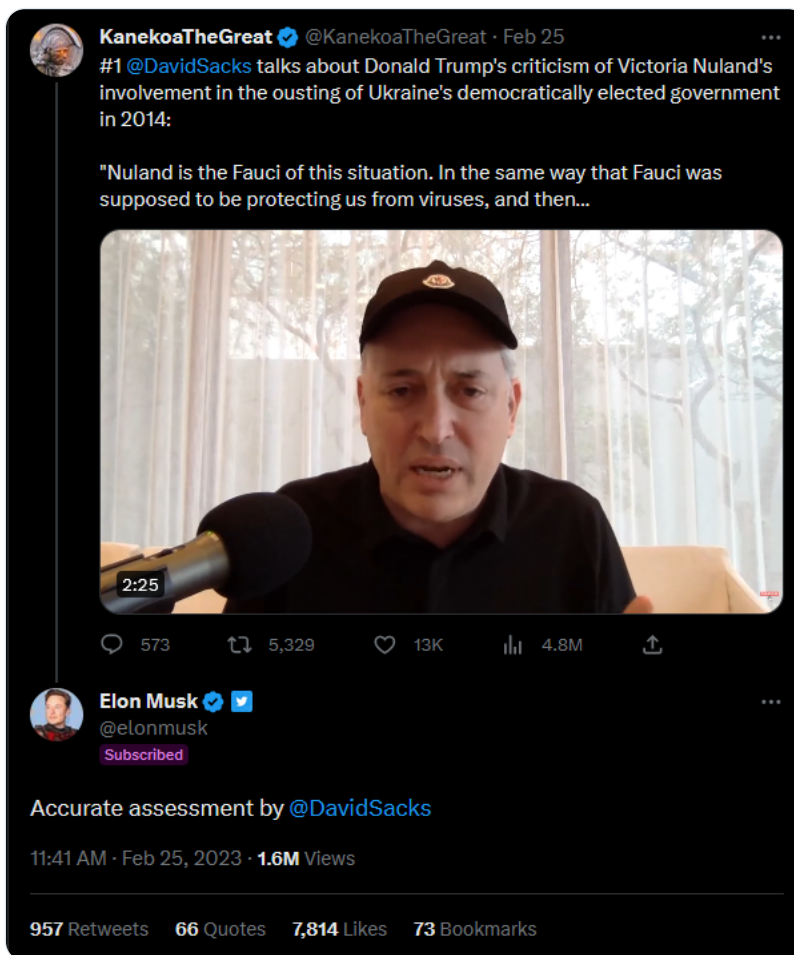 KanekoaTheGreat @KanekoaTheGreat · Feb 25
#1 @DavidSacks talks about Donald Trump's criticism of Victoria Nuland's
involvement in the ousting of Ukraine's democratically elected government
in 2014:
"Nuland is the Fauci of this situation. In the same way that Fauci was
supposed to be protecting us from viruses, and then...
2:25
573 5,329 13K 4.8M
Elon Musk
@elonmusk
Subscribed
Accurate assessment by @DavidSacks
11:41 AM · Feb 25, 2023 · 1.6M Views
957 Retweets 66 Quotes 7,814 Likes 73 Bookmarks